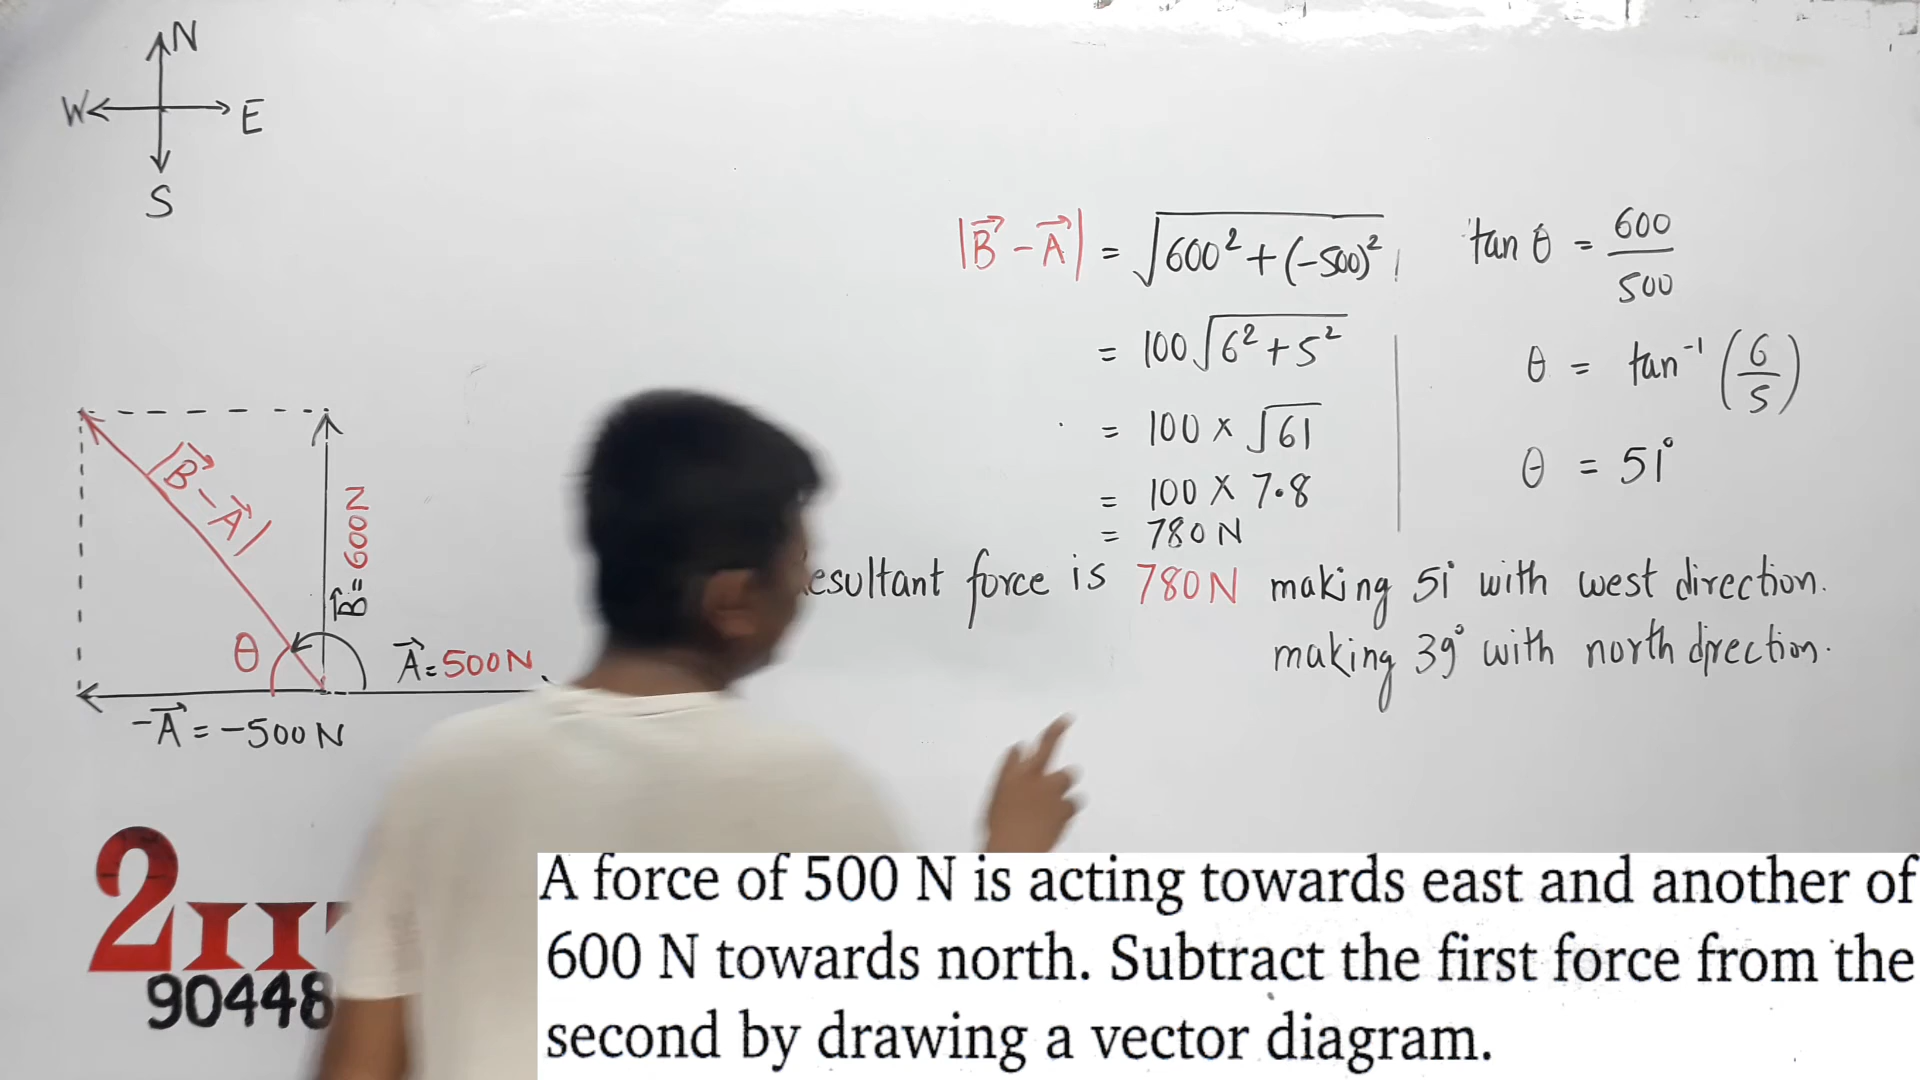 N
W E
S
|B⃗ - A⃗| = √600² + (-500)²
= 100 √6² + 5²
= 100 × √61
= 100 × 7.8
= 780 N
tan θ = 600/500
θ = tan⁻¹ (6/5)
θ = 51°
|B⃗ - A⃗|
B⃗ = 600N
θ
A⃗ = 500N
-A⃗ = -500 N
force is 780N making 51° with west direction.
making 39° with north direction.
90448
A force of 500 N is acting towards east and another of
600 N towards north. Subtract the first force from the
second by drawing a vector diagram.